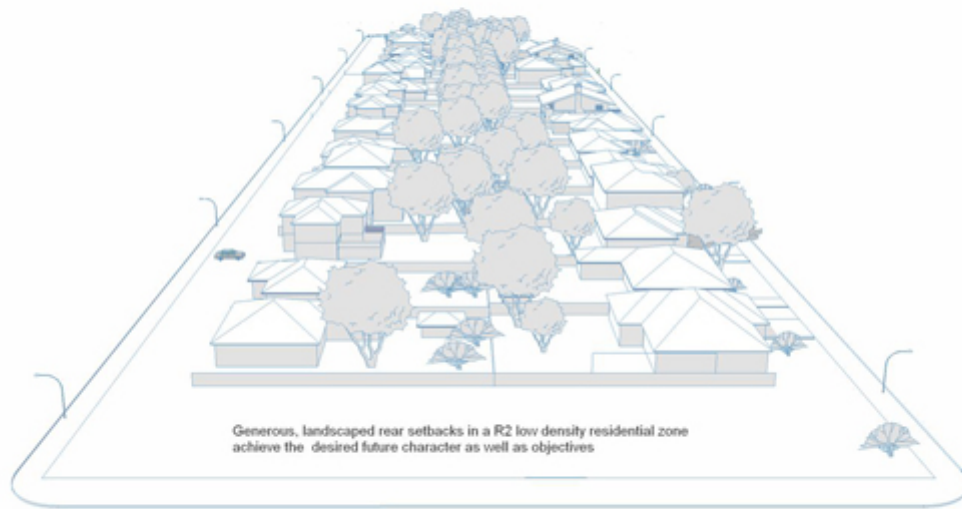 Generous, landscaped rear setbacks in a R2 low density residential zone
achieve the desired future character as well as objectives